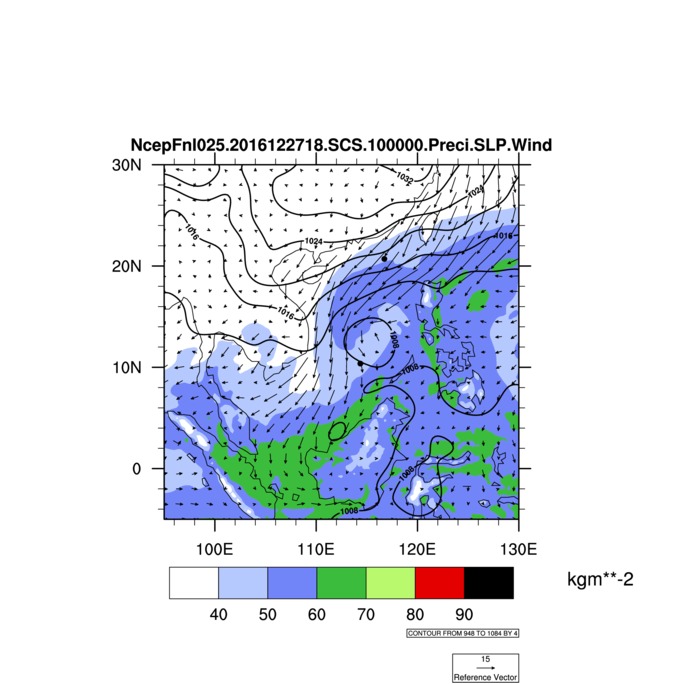 NcepFnl025.2016122718.SCS.100000.Preci.SLP.Wind
30N
1032
1024
1016
1024
1016
20N
1016
1008
10N
1008
1008
0
1008
100E 110E 120E 130E
kgm**-2
40 50 60 70 80 90
CONTOUR FROM 948 TO 1084 BY 4
15
Reference Vector